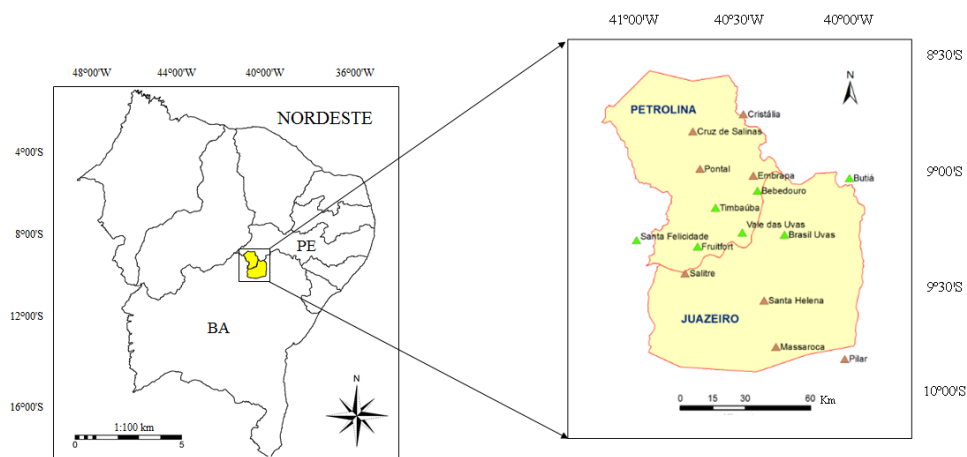 48°00'W 44°00'W 40°00'W 36°00'W
NORDESTE
4°00'S
8°00'S
12°00'S
16°00'S
PE
BA
N
1:100 km
0 5
41°00'W 40°30'W 40°00'W
8°30'S
9°00'S
9°30'S
10°00'S
N
PETROLINA
Cristália
Cruz de Salinas
Pontal
Embrapa
Butiá
Bebedouro
Timbaúba
Vale das Uvas
Santa Felicidade
Brasil Uvas
Fruitfort
Salitre
Santa Helena
JUAZEIRO
Massaroca
Pilar
Km
0 8 15 30 45 60